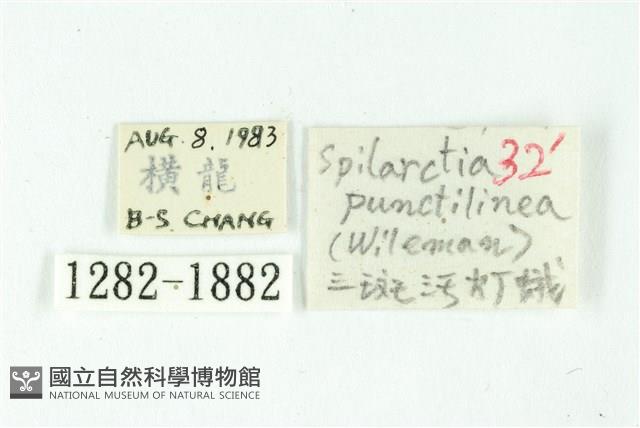 AUG. 8. 1983
橫龍
B-S. CHANG
1282-1882
Spilarctia 32'
punctilinea
(Wileman)
三斑污灯蛾
國立自然科學博物館
NATIONAL MUSEUM OF NATURAL SCIENCE